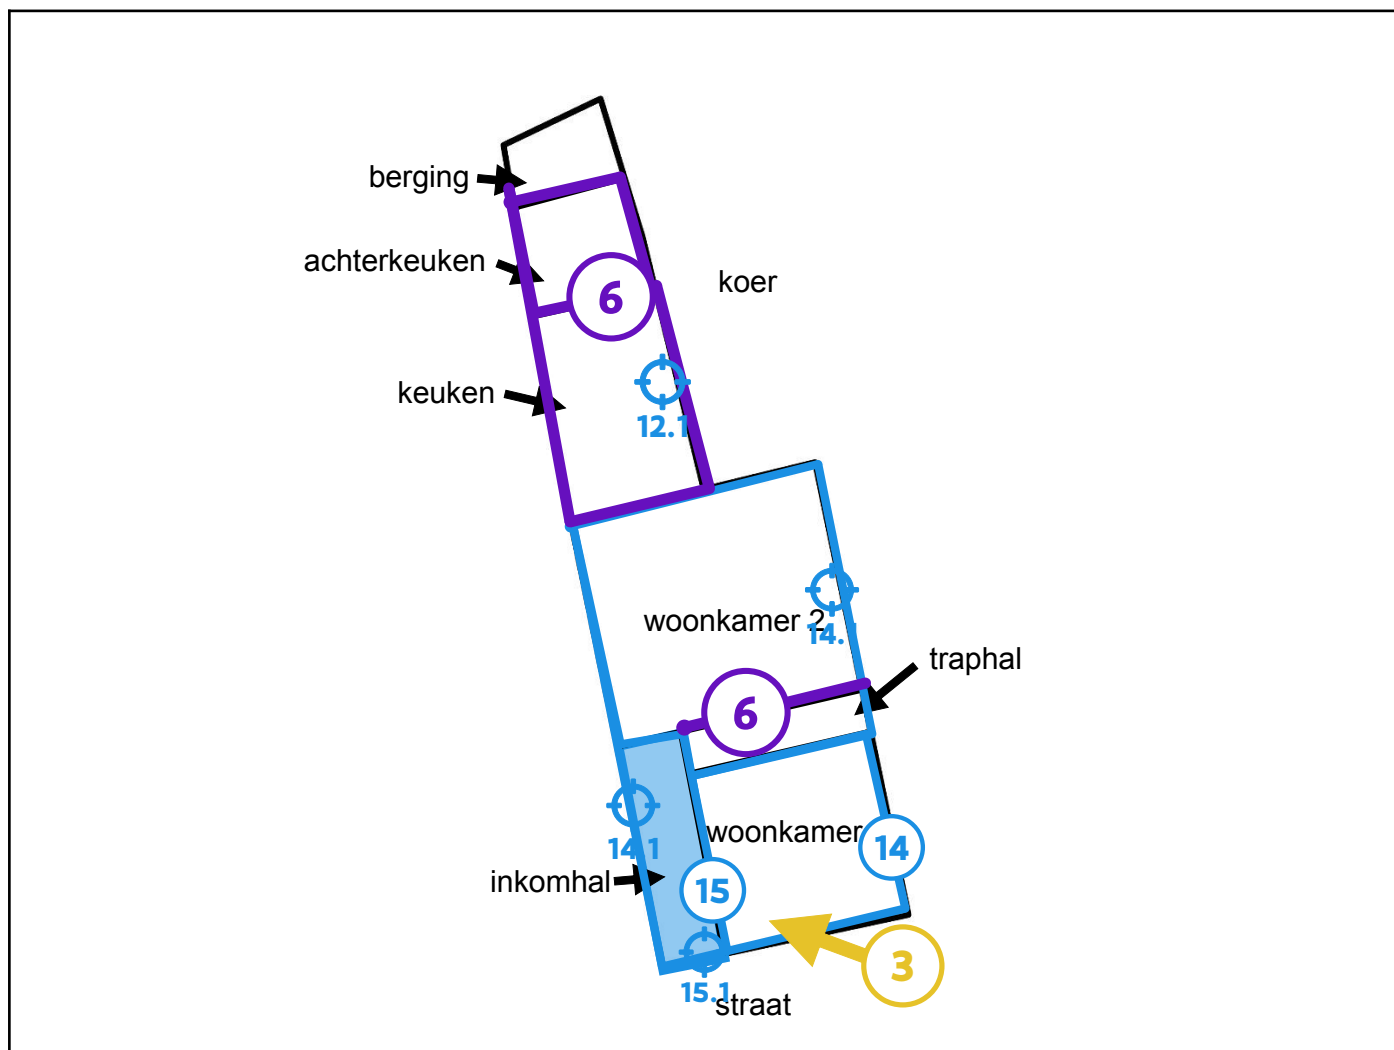 berging
achterkeuken
koer
6
keuken
12.1
woonkamer 2
14.
traphal
6
14.1
woonkamer
14
inkomhal
15
3
15.1
straat